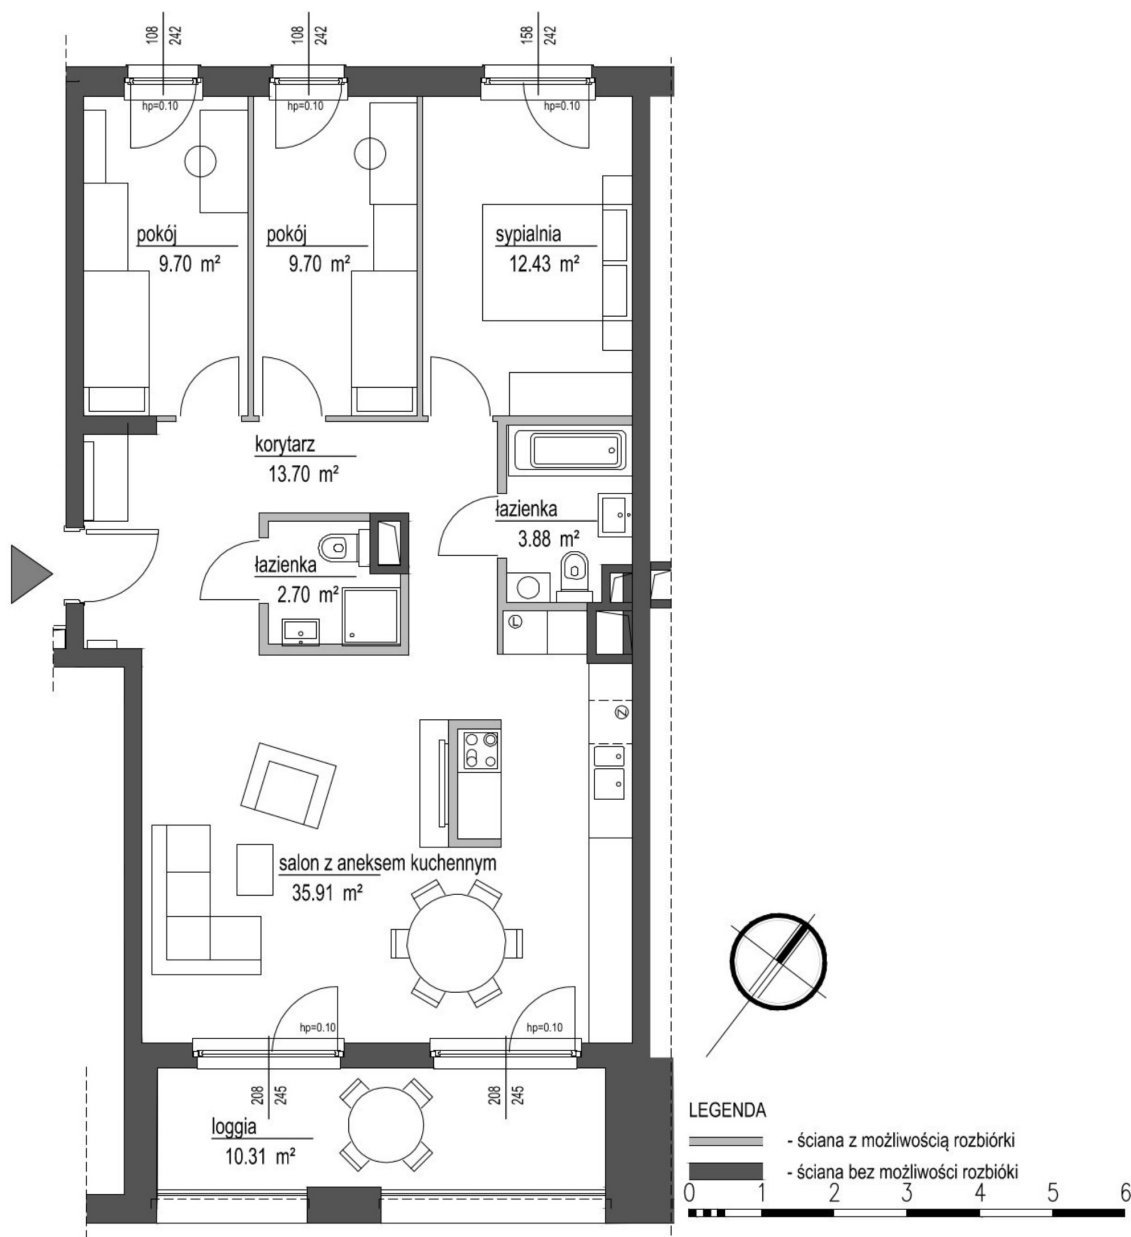 108
242
108
242
158
242
hp=0.10
hp=0.10
hp=0.10
pokój
9.70 m²
pokój
9.70 m²
sypialnia
12.43 m²
korytarz
13.70 m²
łazienka
3.88 m²
łazienka
2.70 m²
L
Z
salon z aneksem kuchennym
35.91 m²
hp=0.10
hp=0.10
208
245
208
245
loggia
10.31 m²
LEGENDA
- ściana z możliwością rozbiórki
- ściana bez możliwości rozbióki
0 1 2 3 4 5 6